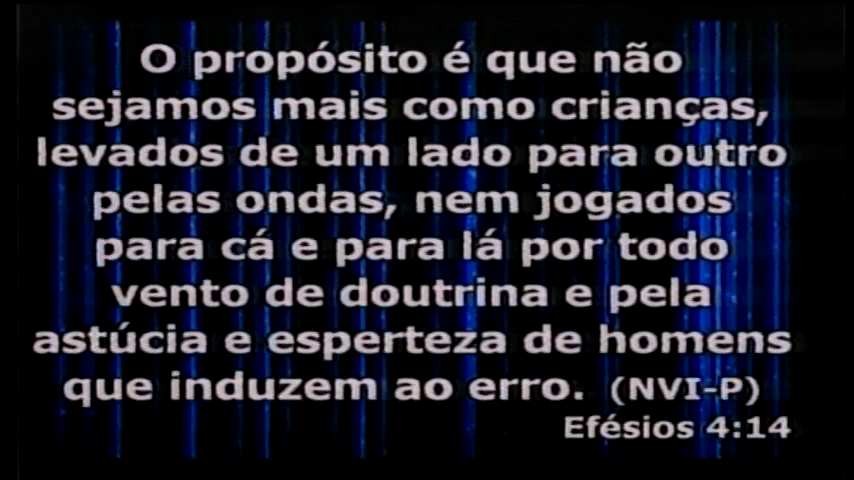 O propósito é que não
sejamos mais como crianças,
levados de um lado para outro
pelas ondas, nem jogados
para cá e para lá por todo
vento de doutrina e pela
astúcia e esperteza de homens
que induzem ao erro. (NVI-P)
Efésios 4:14